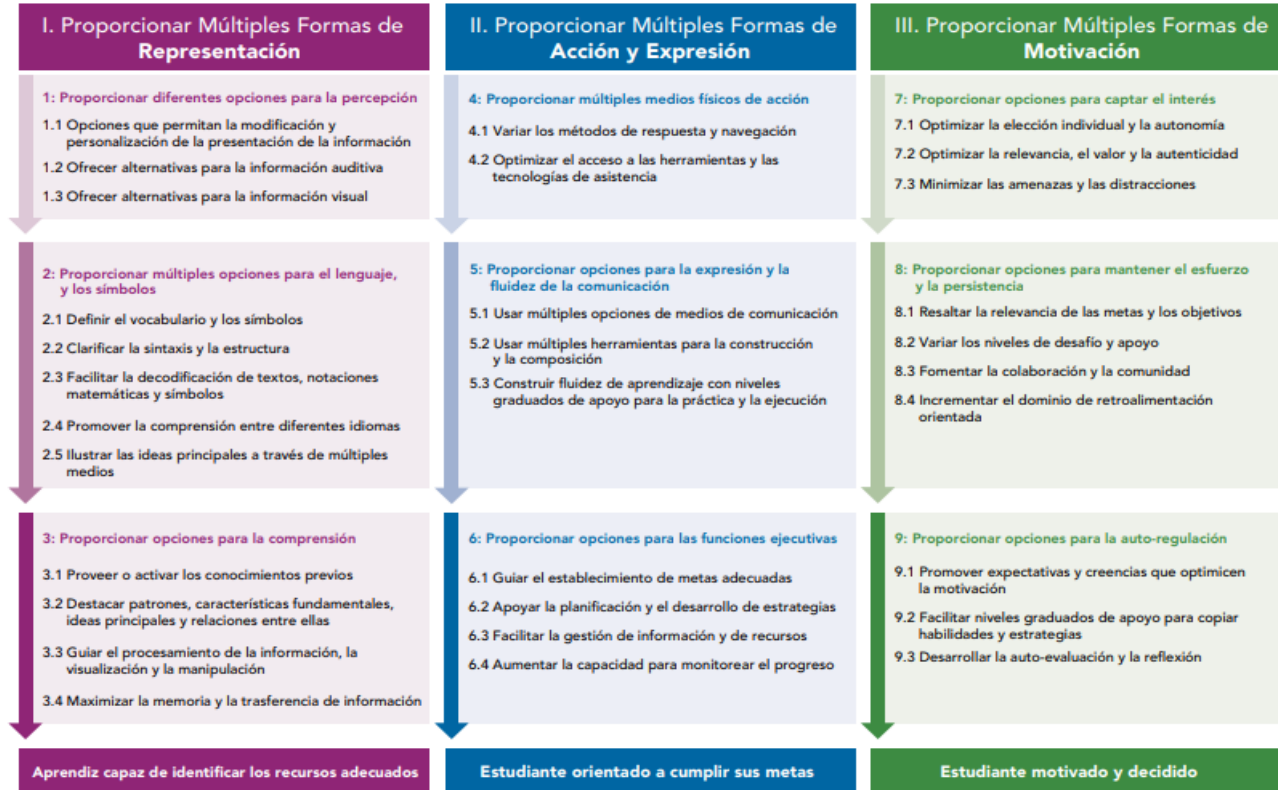 I. Proporcionar Múltiples Formas de
Representación
1: Proporcionar diferentes opciones para la percepción
1.1 Opciones que permitan la modificación y
personalización de la presentación de la información
1.2 Ofrecer alternativas para la información auditiva
1.3 Ofrecer alternativas para la información visual
2: Proporcionar múltiples opciones para el lenguaje,
y los símbolos
2.1 Definir el vocabulario y los símbolos
2.2 Clarificar la sintaxis y la estructura
2.3 Facilitar la decodificación de textos, notaciones
matemáticas y símbolos
2.4 Promover la comprensión entre diferentes idiomas
2.5 Ilustrar las ideas principales a través de múltiples
medios
3: Proporcionar opciones para la comprensión
3.1 Proveer o activar los conocimientos previos
3.2 Destacar patrones, características fundamentales,
ideas principales y relaciones entre ellas
3.3 Guiar el procesamiento de la información, la
visualización y la manipulación
3.4 Maximizar la memoria y la trasferencia de información
Aprendiz capaz de identificar los recursos adecuados
II. Proporcionar Múltiples Formas de
Acción y Expresión
4: Proporcionar múltiples medios físicos de acción
4.1 Variar los métodos de respuesta y navegación
4.2 Optimizar el acceso a las herramientas y las
tecnologías de asistencia
5: Proporcionar opciones para la expresión y la
fluidez de la comunicación
5.1 Usar múltiples opciones de medios de comunicación
5.2 Usar múltiples herramientas para la construcción
y la composición
5.3 Construir fluidez de aprendizaje con niveles
graduados de apoyo para la práctica y la ejecución
6: Proporcionar opciones para las funciones ejecutivas
6.1 Guiar el establecimiento de metas adecuadas
6.2 Apoyar la planificación y el desarrollo de estrategias
6.3 Facilitar la gestión de información y de recursos
6.4 Aumentar la capacidad para monitorear el progreso
Estudiante orientado a cumplir sus metas
III. Proporcionar Múltiples Formas de
Motivación
7: Proporcionar opciones para captar el interés
7.1 Optimizar la elección individual y la autonomía
7.2 Optimizar la relevancia, el valor y la autenticidad
7.3 Minimizar las amenazas y las distracciones
8: Proporcionar opciones para mantener el esfuerzo
y la persistencia
8.1 Resaltar la relevancia de las metas y los objetivos
8.2 Variar los niveles de desafío y apoyo
8.3 Fomentar la colaboración y la comunidad
8.4 Incrementar el dominio de retroalimentación
orientada
9: Proporcionar opciones para la auto-regulación
9.1 Promover expectativas y creencias que optimicen
la motivación
9.2 Facilitar niveles graduados de apoyo para copiar
habilidades y estrategias
9.3 Desarrollar la auto-evaluación y la reflexión
Estudiante motivado y decidido